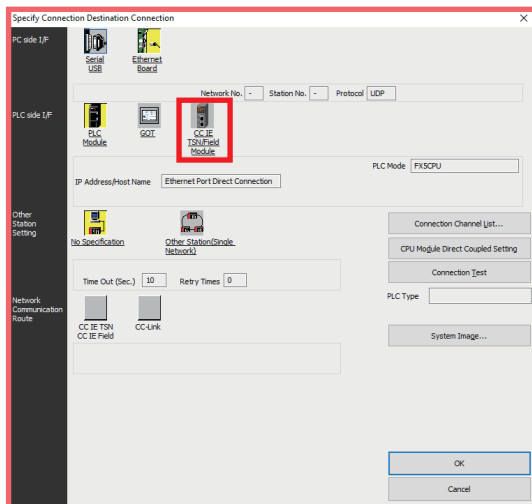 Specify Connection Destination Connection
PC side I/F
Serial
USB
Ethernet
Board
Network No. - Station No. - Protocol UDP
PLC side I/F
PLC
Module
GOT
CC IE
TSN/Field
Module
PLC Mode FX5CPU
IP Address/Host Name Ethernet Port Direct Connection
Other
Station
Setting
No Specification
Other Station(Single
Network)
Connection Channel List...
CPU Module Direct Coupled Setting
Time Out (Sec.) 10 Retry Times 0
Connection Test
PLC Type
Network
Communication
Route
CC IE TSN
CC IE Field
CC-Link
System Image...
OK
Cancel